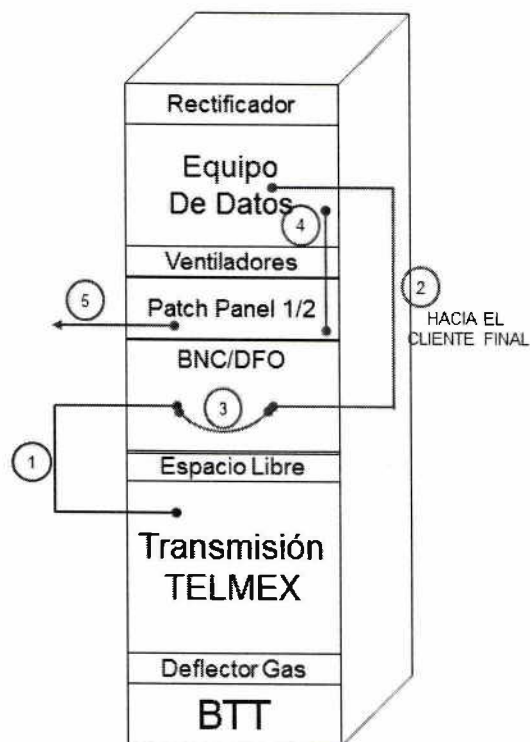 Rectificador
Equipo
De Datos
4
Ventiladores
5
Patch Panel 1/2
2
HACIA EL
CLIENTE FINAL
BNC/DFO
3
1
Espacio Libre
Transmisión
TELMEX
Deflector Gas
BTT